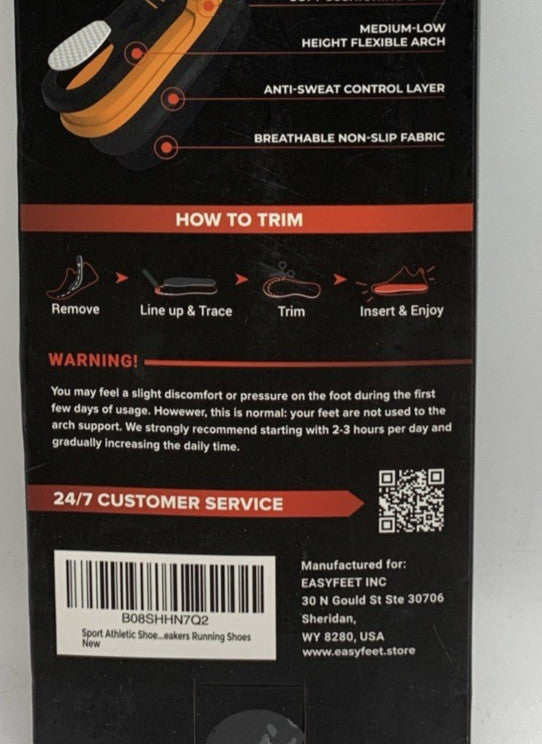 MEDIUM-LOW
HEIGHT FLEXIBLE ARCH
ANTI-SWEAT CONTROL LAYER
BREATHABLE NON-SLIP FABRIC
HOW TO TRIM
Remove
Line up & Trace
Trim
Insert & Enjoy
WARNING!
You may feel a slight discomfort or pressure on the foot during the first
few days of usage. Howewer, this is normal: your feet are not used to the
arch support. We strongly recommend starting with 2-3 hours per day and
gradually increasing the daily time.
24/7 CUSTOMER SERVICE
B08SHHN7Q2
Sport Athletic Shoe...eakers Running Shoes
New
Manufactured for:
EASYFEET INC
30 N Gould St Ste 30706
Sheridan,
WY 8280, USA
www.easyfeet.store